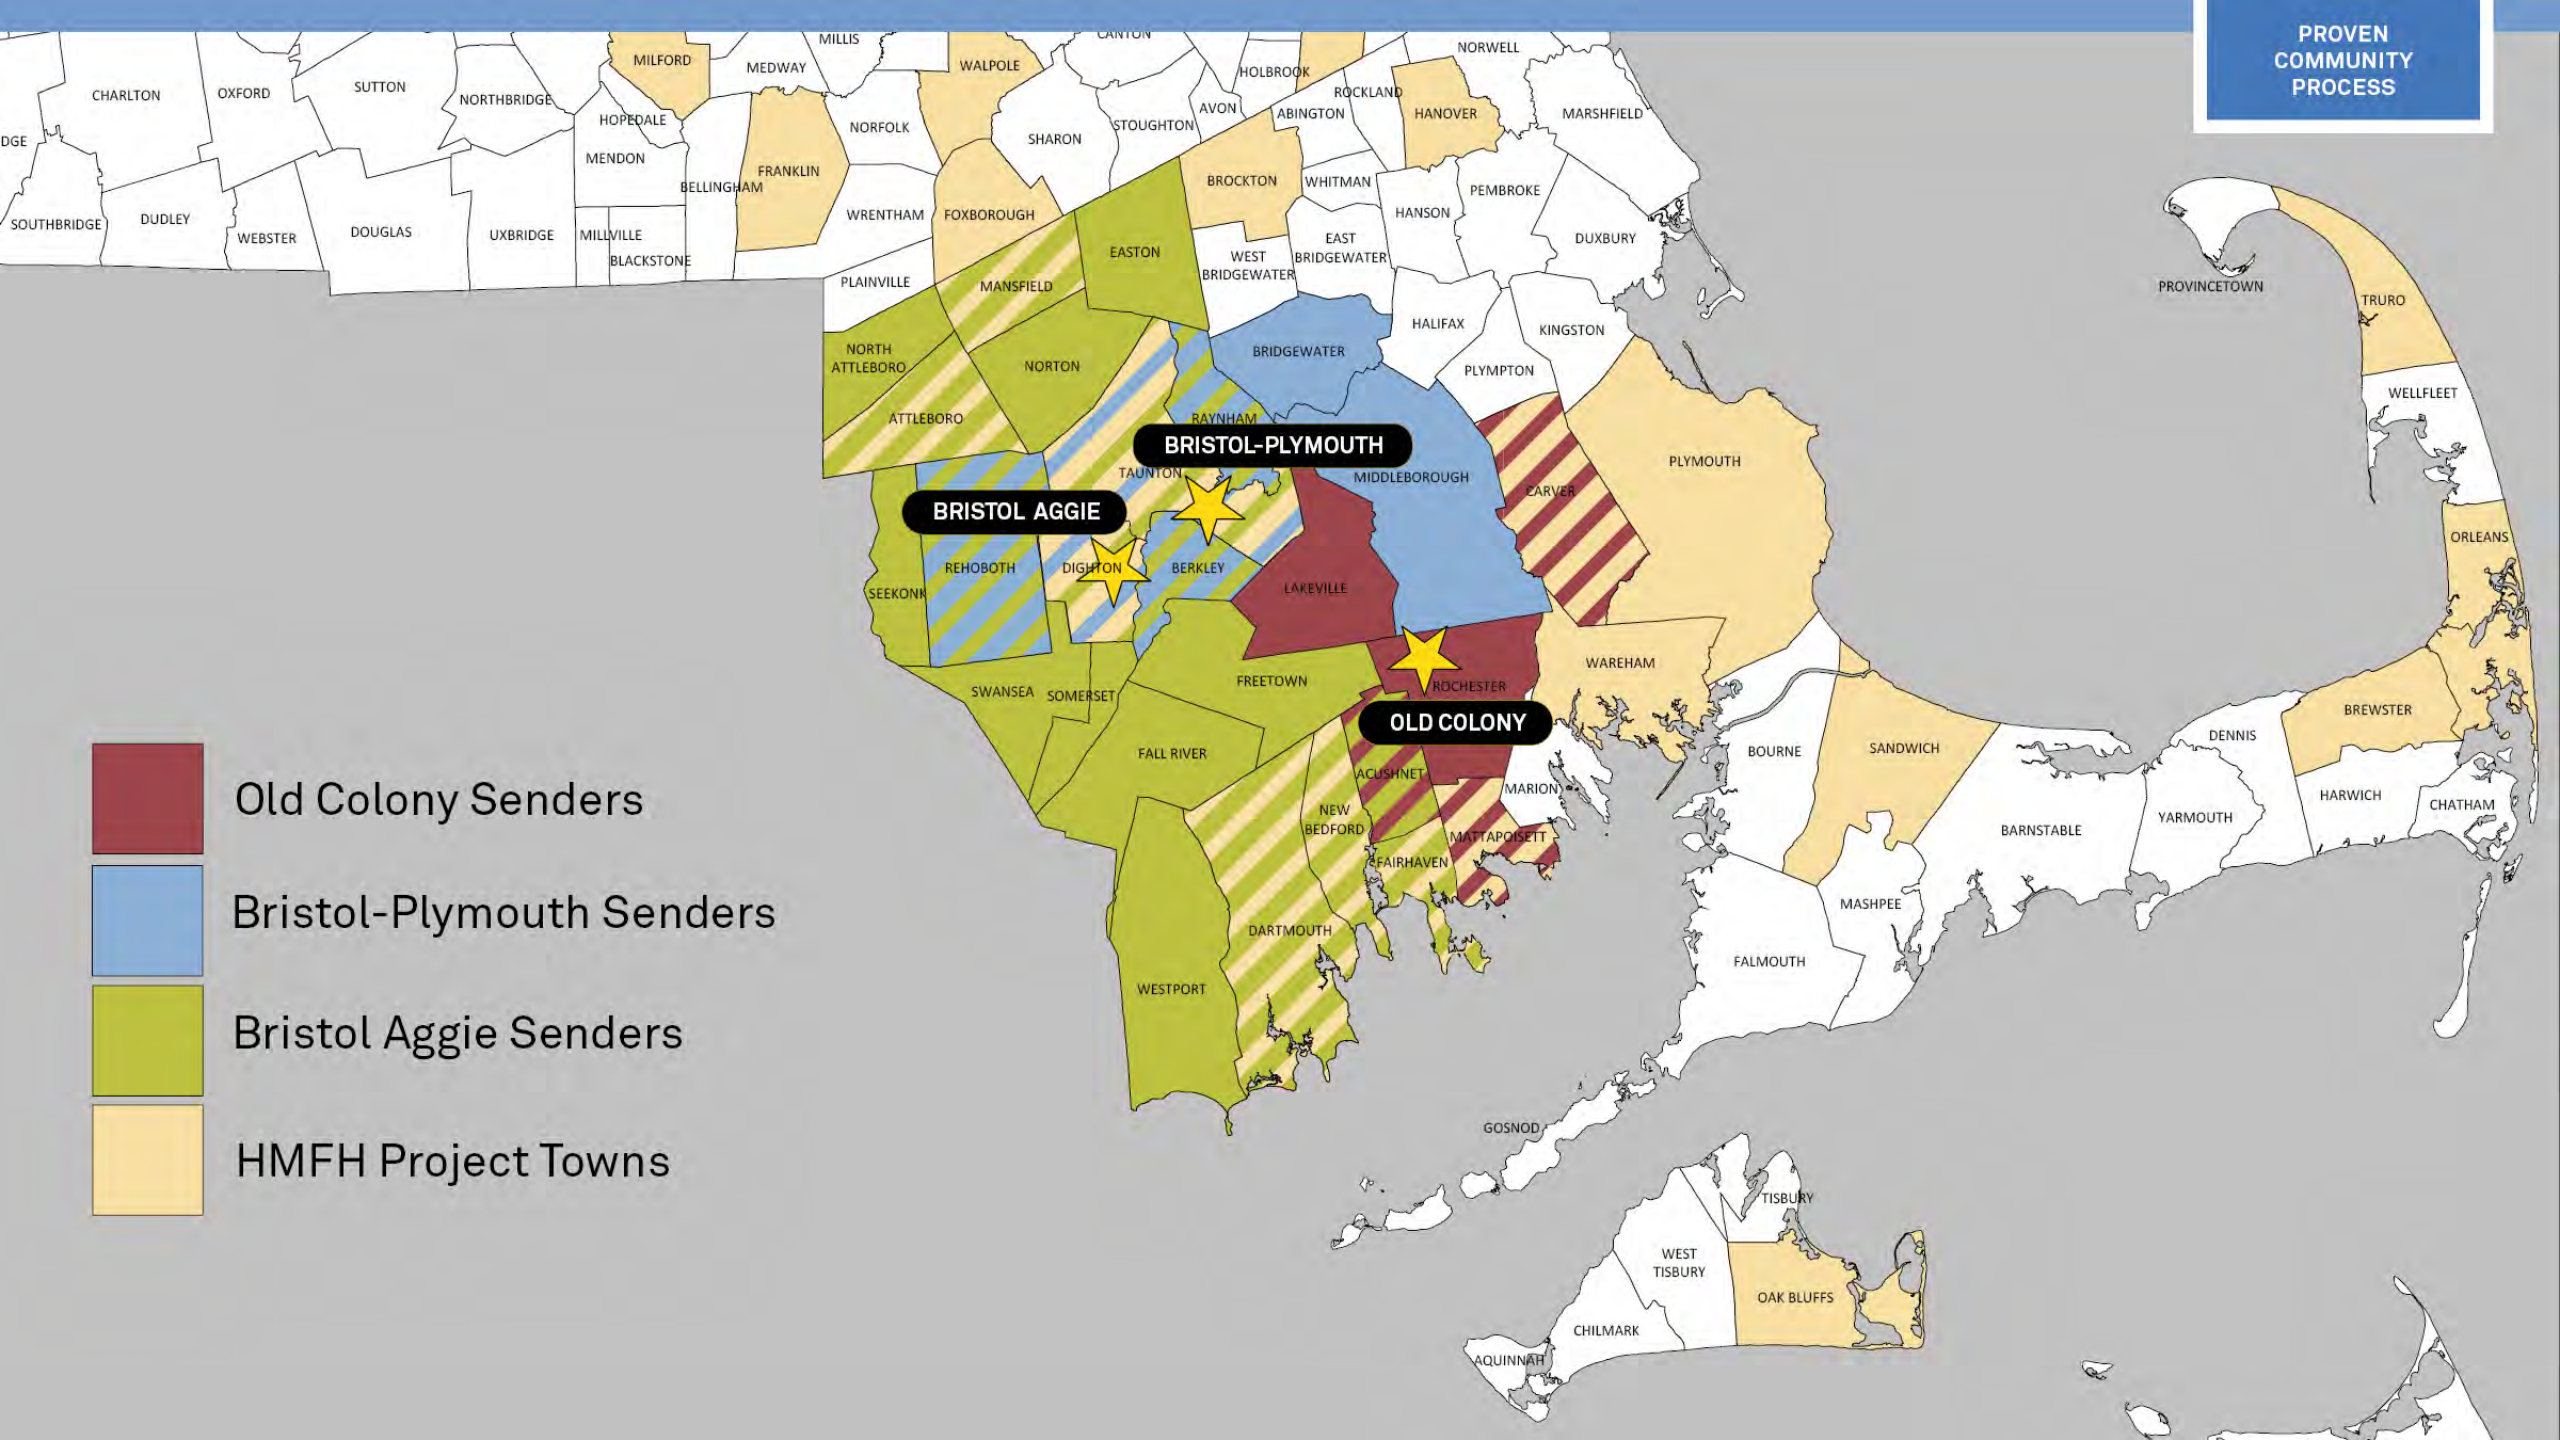 PROVEN
COMMUNITY
PROCESS
MILLIS
CANTON
NORWELL
MILFORD
MEDWAY
WALPOLE
HOLBROOK
ROCKLAND
CHARLTON
OXFORD
SUTTON
NORTHBRIDGE
HOPEDALE
NORFOLK
AVON
ABINGTON
HANOVER
MARSHFIELD
STOUGHTON
SHARON
DGE
MENDON
FRANKLIN
BELLINGHAM
BROCKTON
WHITMAN
PEMBROKE
SOUTHBRIDGE
DUDLEY
WEBSTER
DOUGLAS
UXBRIDGE
MILLVILLE
BLACKSTONE
WRENTHAM
FOXBOROUGH
HANSON
DUXBURY
EASTON
WEST
BRIDGEWATER
EAST
BRIDGEWATER
PLAINVILLE
MANSFIELD
PROVINCETOWN
TRURO
NORTH
ATTLEBORO
NORTON
BRIDGEWATER
HALIFAX
KINGSTON
PLYMPTON
WELLFLEET
ATTLEBORO
RAYNHAM
BRISTOL-PLYMOUTH
TAUNTON
MIDDLEBOROUGH
CARVER
PLYMOUTH
BRISTOL AGGIE
ORLEANS
SEEKONK
REHOBOTH
DIGHTON
BERKLEY
LAKEVILLE
WAREHAM
SWANSEA
SOMERSET
FREETOWN
ROCHESTER
OLD COLONY
BREWSTER
DENNIS
BOURNE
SANDWICH
FALL RIVER
ACUSHNET
MARION
HARWICH
CHATHAM
YARMOUTH
BARNSTABLE
NEW
BEDFORD
MATTAPOISETT
FAIRHAVEN
MASHPEE
DARTMOUTH
FALMOUTH
WESTPORT
GOSNOD
TISBURY
WEST
TISBURY
OAK BLUFFS
CHILMARK
AQUINNAH
Old Colony Senders
Bristol-Plymouth Senders
Bristol Aggie Senders
HMFH Project Towns